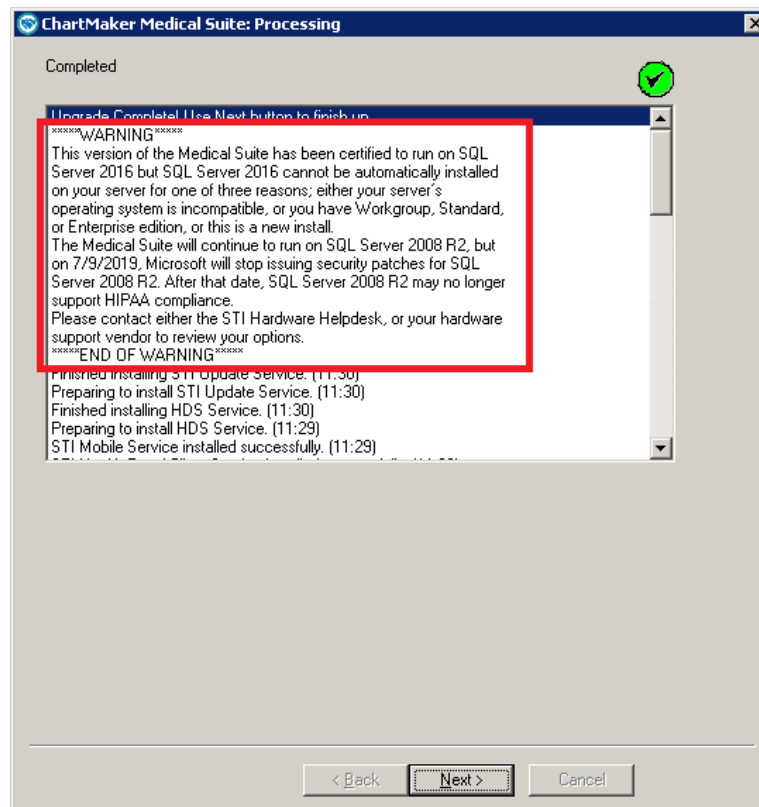 ChartMaker Medical Suite: Processing
Completed
Upgrade Complete! Use Next button to finish up
*****WARNING*****
This version of the Medical Suite has been certified to run on SQL
Server 2016 but SQL Server 2016 cannot be automatically installed
on your server for one of three reasons; either your server´s
operating system is incompatible, or you have Workgroup, Standard,
or Enterprise edition, or this is a new install.
The Medical Suite will continue to run on SQL Server 2008 R2, but
on 7/9/2019, Microsoft will stop issuing security patches for SQL
Server 2008 R2. After that date, SQL Server 2008 R2 may no longer
support HIPAA compliance.
Please contact either the STI Hardware Helpdesk, or your hardware
support vendor to review your options.
*****END OF WARNING*****
Finished installing STI Update Service. (11:30)
Preparing to install STI Update Service. (11:30)
Finished installing HDS Service. (11:30)
Preparing to install HDS Service. (11:29)
STI Mobile Service installed successfully. (11:29)
< Back
Next >
Cancel